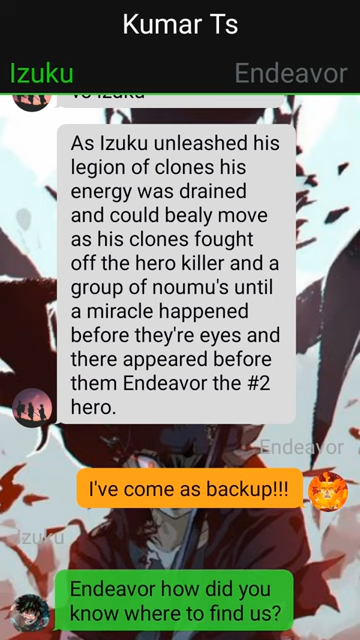 Kumar Ts
Izuku
Endeavor
vs Izuku
As Izuku unleashed his
legion of clones his
energy was drained
and could bealy move
as his clones fought
off the hero killer and a
group of noumu's until
a miracle happened
before they're eyes and
there appeared before
them Endeavor the #2
hero.
Endeavor
I've come as backup!!!
Izuku
Endeavor how did you
know where to find us?